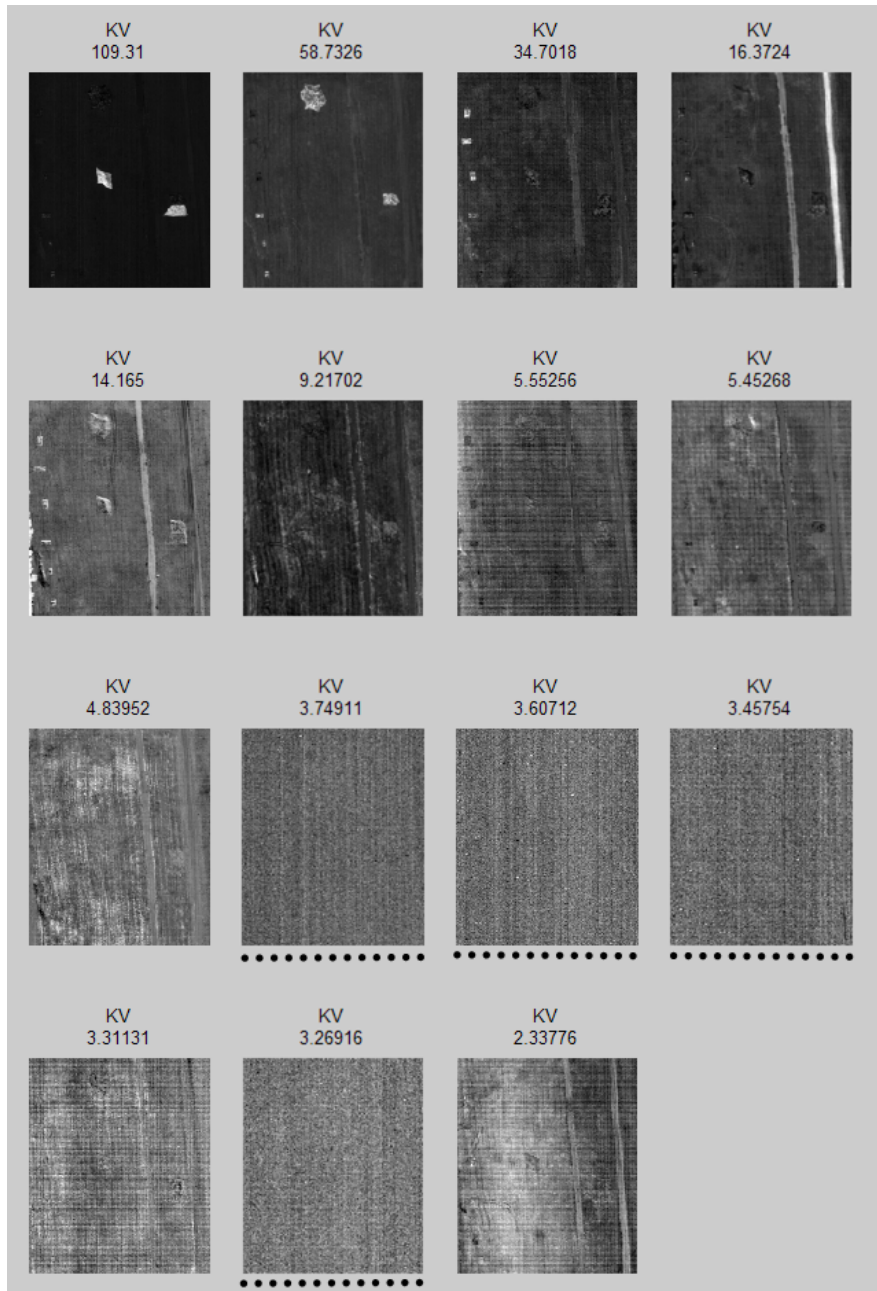 KV KV KV KV
109.31 58.7326 34.7018 16.3724
KV KV KV KV
14.165 9.21702 5.55256 5.45268
KV KV KV KV
4.83952 3.74911 3.60712 3.45754
KV KV KV
3.31131 3.26916 2.33776